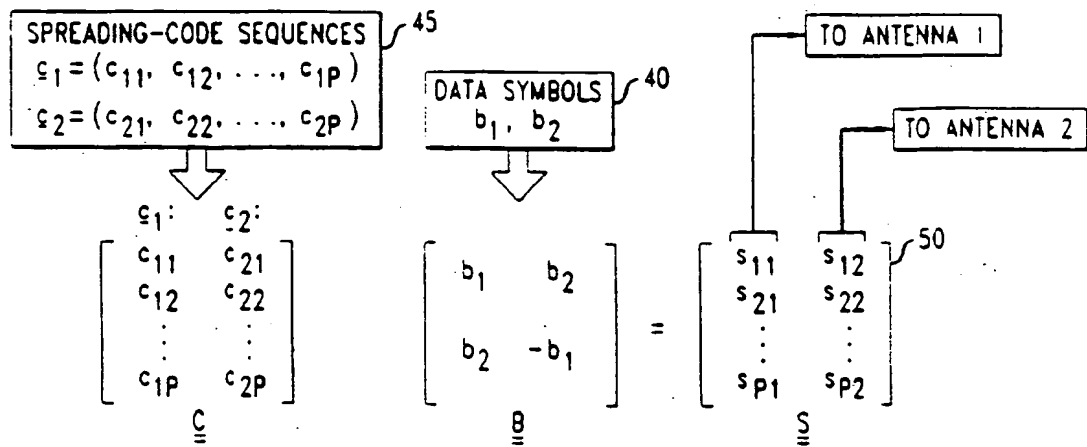 SPREADING-CODE SEQUENCES
c1=(c11, c12, . . ., c1P)
c2=(c21, c22, . . ., c2P)
45
DATA SYMBOLS
b1, b2
40
TO ANTENNA 1
TO ANTENNA 2
c1: c2:
c11 c21
c12 c22
⋮ ⋮
c1P c2P
C
b1 b2
b2 -b1
B
=
s11 s12
s21 s22
⋮ ⋮
sP1 sP2
S
50